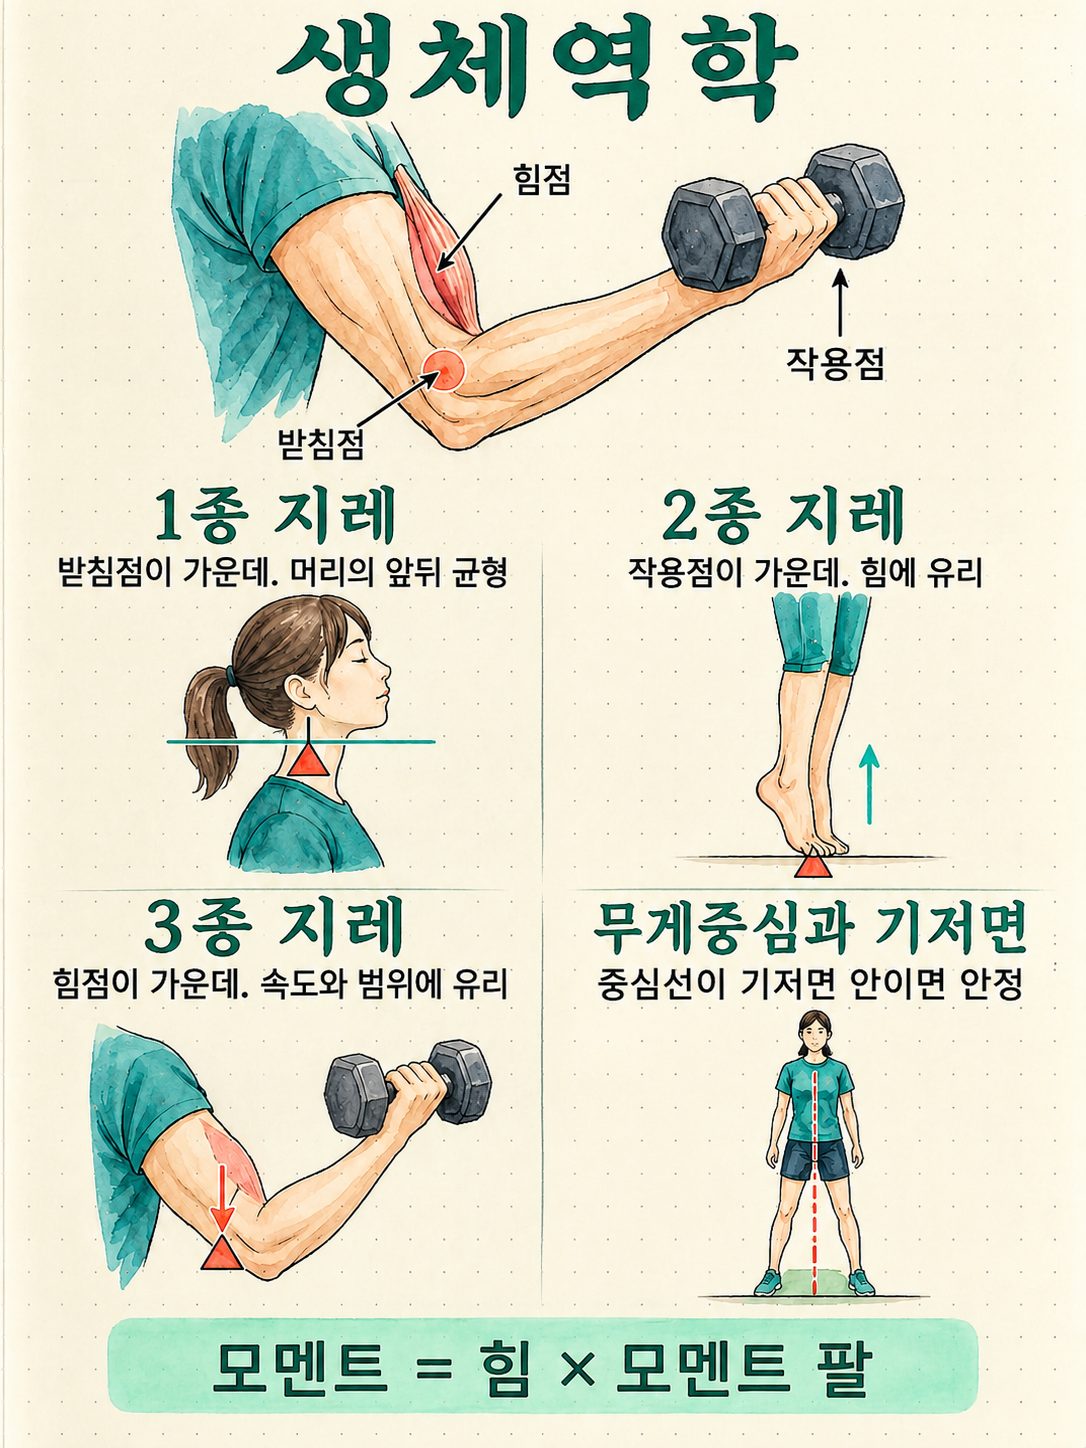 생체역학
힘점
작용점
받침점
1종 지레
받침점이 가운데. 머리의 앞뒤 균형
2종 지레
작용점이 가운데. 힘에 유리
3종 지레
힘점이 가운데. 속도와 범위에 유리
무게중심과 기저면
중심선이 기저면 안이면 안정
모멘트 = 힘 × 모멘트 팔